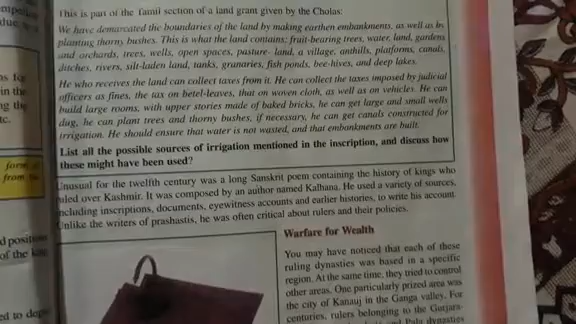 This is part of the Tamil section of a land grant given by the Cholas:
We have demarcated the boundaries of the land by making earthen embankments, as well as by
planting thorny bushes. This is what the land contains: fruit-bearing trees, water, land, gardens
and orchards, trees, wells, open spaces, pasture-land, a village, anthills, platforms, canals,
ditches, rivers, silt-laden land, tanks, granaries, fish ponds, bee-hives, and deep lakes.
He who receives the land can collect taxes from it. He can collect the taxes imposed by judicial
officers as fines, the tax on betel-leaves, that on woven cloth, as well as on vehicles. He can
build large rooms, with upper stories made of baked bricks, he can get large and small wells
dug, he can plant trees and thorny bushes, if necessary, he can get canals constructed for
irrigation. He should ensure that water is not wasted, and that embankments are built.
List all the possible sources of irrigation mentioned in the inscription, and discuss how
these might have been used?
Unusual for the twelfth century was a long Sanskrit poem containing the history of kings who
ruled over Kashmir. It was composed by an author named Kalhana. He used a variety of sources,
including inscriptions, documents, eyewitness accounts and earlier histories, to write his account.
Unlike the writers of prashastis, he was often critical about rulers and their policies.
Warfare for Wealth
You may have noticed that each of these
ruling dynasties was based in a specific
region. At the same time, they tried to control
other areas. One particularly prized area was
the city of Kanauj in the Ganga valley. For
centuries, rulers belonging to the Gurjara-
and Pala dynasties
in the
form
from
of the